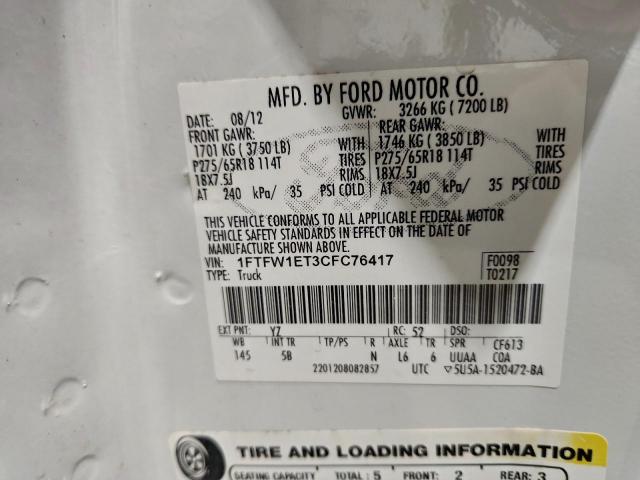 MFD. BY FORD MOTOR CO.
DATE: 08/12 GVWR: 3266 KG ( 7200 LB)
FRONT GAWR: REAR GAWR:
1701 KG ( 3750 LB) WITH 1746 KG ( 3850 LB) WITH
P275/65R18 114T TIRES P275/65R18 114T TIRES
18X7.5J RIMS 18X7.5J RIMS
AT 240 kPa/ 35 PSI COLD AT 240 kPa/ 35 PSI COLD
Ford
THIS VEHICLE CONFORMS TO ALL APPLICABLE FEDERAL MOTOR
VEHICLE SAFETY STANDARDS IN EFFECT ON THE DATE OF
MANUFACTURE SHOWN ABOVE.
VIN: 1FTFW1ET3CFC76417 F0098
TYPE: Truck T0217
EXT PNT: YZ RC: 52 DSO:
WB INT TR TP/PS R AXLE TR SPR CF613
145 5B N L6 6 UUAA COA
2201208082857 UTC ▽5U5A-1520472-BA
TIRE AND LOADING INFORMATION
SEATING CAPACITY TOTAL : 5 FRONT: 2 REAR: 3